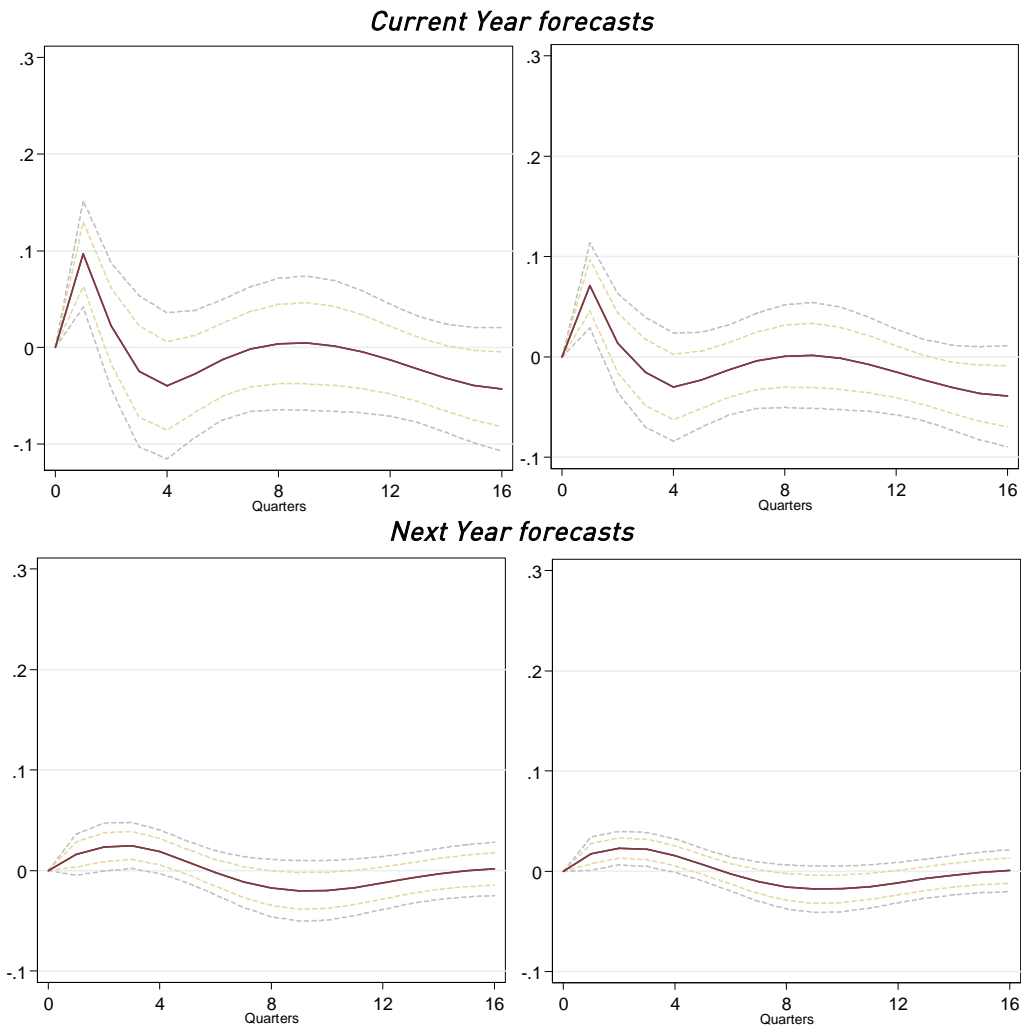 Current Year forecasts
.3
.2
.1
0
-.1
0 4 8 12 16
Quarters
.3
.2
.1
0
-.1
0 4 8 12 16
Quarters
Next Year forecasts
.3
.2
.1
0
-.1
0 4 8 12 16
Quarters
.3
.2
.1
0
-.1
0 4 8 12 16
Quarters